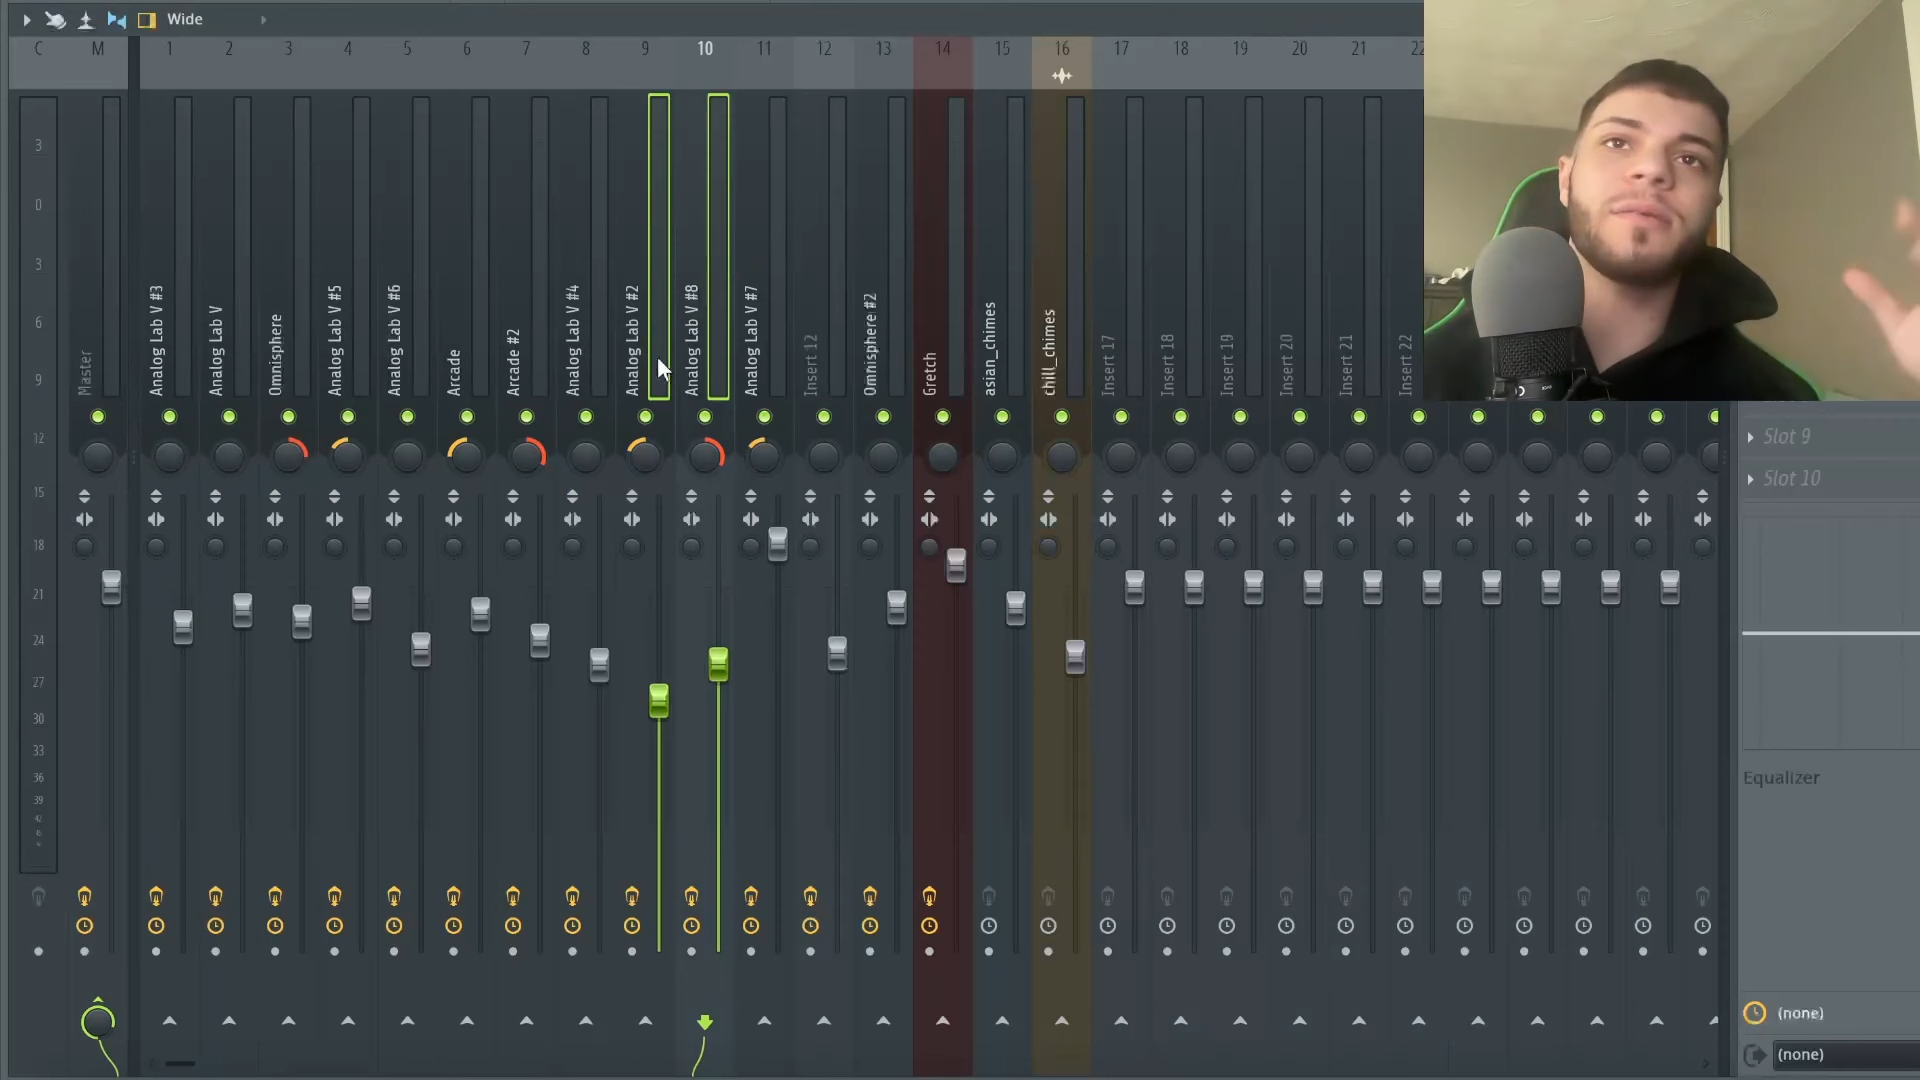 Wide
C M 1 2 3 4 5 6 7 8 9 10 11 12 13 14 15 16 17 18 19 20 21 22
3
0
3
6
9
12
15
18
21
24
27
30
33
36
39
42
Master
Analog Lab V #3
Analog Lab V
Omnisphere
Analog Lab V #5
Analog Lab V #6
Arcade
Arcade #2
Analog Lab V #4
Analog Lab V #2
Analog Lab V #8
Analog Lab V #7
Insert 12
Omnisphere #2
Gretch
asian_chimes
chill_chimes
Insert 17
Insert 18
Insert 19
Insert 20
Insert 21
Insert 22
Slot 9
Slot 10
Equalizer
(none)
(none)